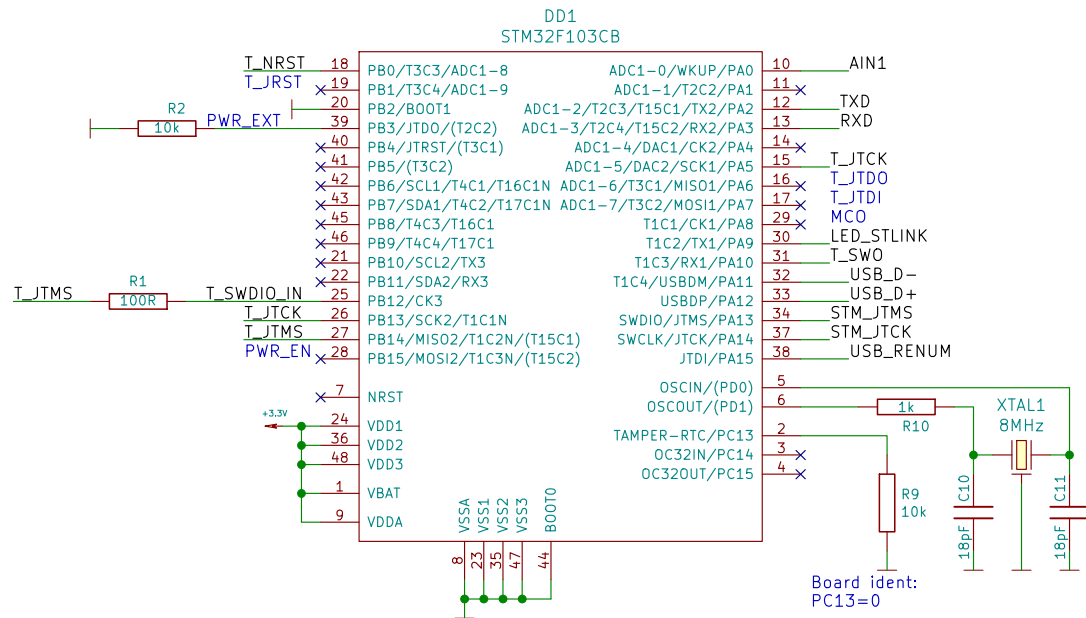 DD1
STM32F103CB
T_NRST 18 PB0/T3C3/ADC1-8
T_JRST 19 PB1/T3C4/ADC1-9
20 PB2/BOOT1
R2 10k PWR_EXT 39 PB3/JTDO/(T2C2)
40 PB4/JTRST/(T3C1)
41 PB5/(T3C2)
42 PB6/SCL1/T4C1/T16C1N
43 PB7/SDA1/T4C2/T17C1N
45 PB8/T4C3/T16C1
46 PB9/T4C4/T17C1
21 PB10/SCL2/TX3
22 PB11/SDA2/RX3
T_JTMS R1 100R T_SWDIO_IN 25 PB12/CK3
T_JTCK 26 PB13/SCK2/T1C1N
T_JTMS 27 PB14/MISO2/T1C2N/(T15C1)
PWR_EN 28 PB15/MOSI2/T1C3N/(T15C2)
7 NRST
+3,3V
24 VDD1
36 VDD2
48 VDD3
1 VBAT
9 VDDA
ADC1-0/WKUP/PA0 10 AIN1
ADC1-1/T2C2/PA1 11
ADC1-2/T2C3/T15C1/TX2/PA2 12 TXD
ADC1-3/T2C4/T15C2/RX2/PA3 13 RXD
ADC1-4/DAC1/CK2/PA4 14
ADC1-5/DAC2/SCK1/PA5 15 T_JTCK
ADC1-6/T3C1/MISO1/PA6 16 T_JTDO
ADC1-7/T3C2/MOSI1/PA7 17 T_JTDI
T1C1/CK1/PA8 29 MCO
T1C2/TX1/PA9 30 LED_STLINK
T1C3/RX1/PA10 31 T_SWO
T1C4/USBDM/PA11 32 USB_D-
USBDP/PA12 33 USB_D+
SWDIO/JTMS/PA13 34 STM_JTMS
SWCLK/JTCK/PA14 37 STM_JTCK
JTDI/PA15 38 USB_RENUM
OSCIN/(PD0) 5
OSCOUT/(PD1) 6
1k
R10
XTAL1
8MHz
TAMPER-RTC/PC13 2
OC32IN/PC14 3
OC32OUT/PC15 4
R9
10k
C10
18pF
C11
18pF
VSSA VSS1 VSS2 VSS3 BOOT0
8 23 35 47 44
Board ident:
PC13=0